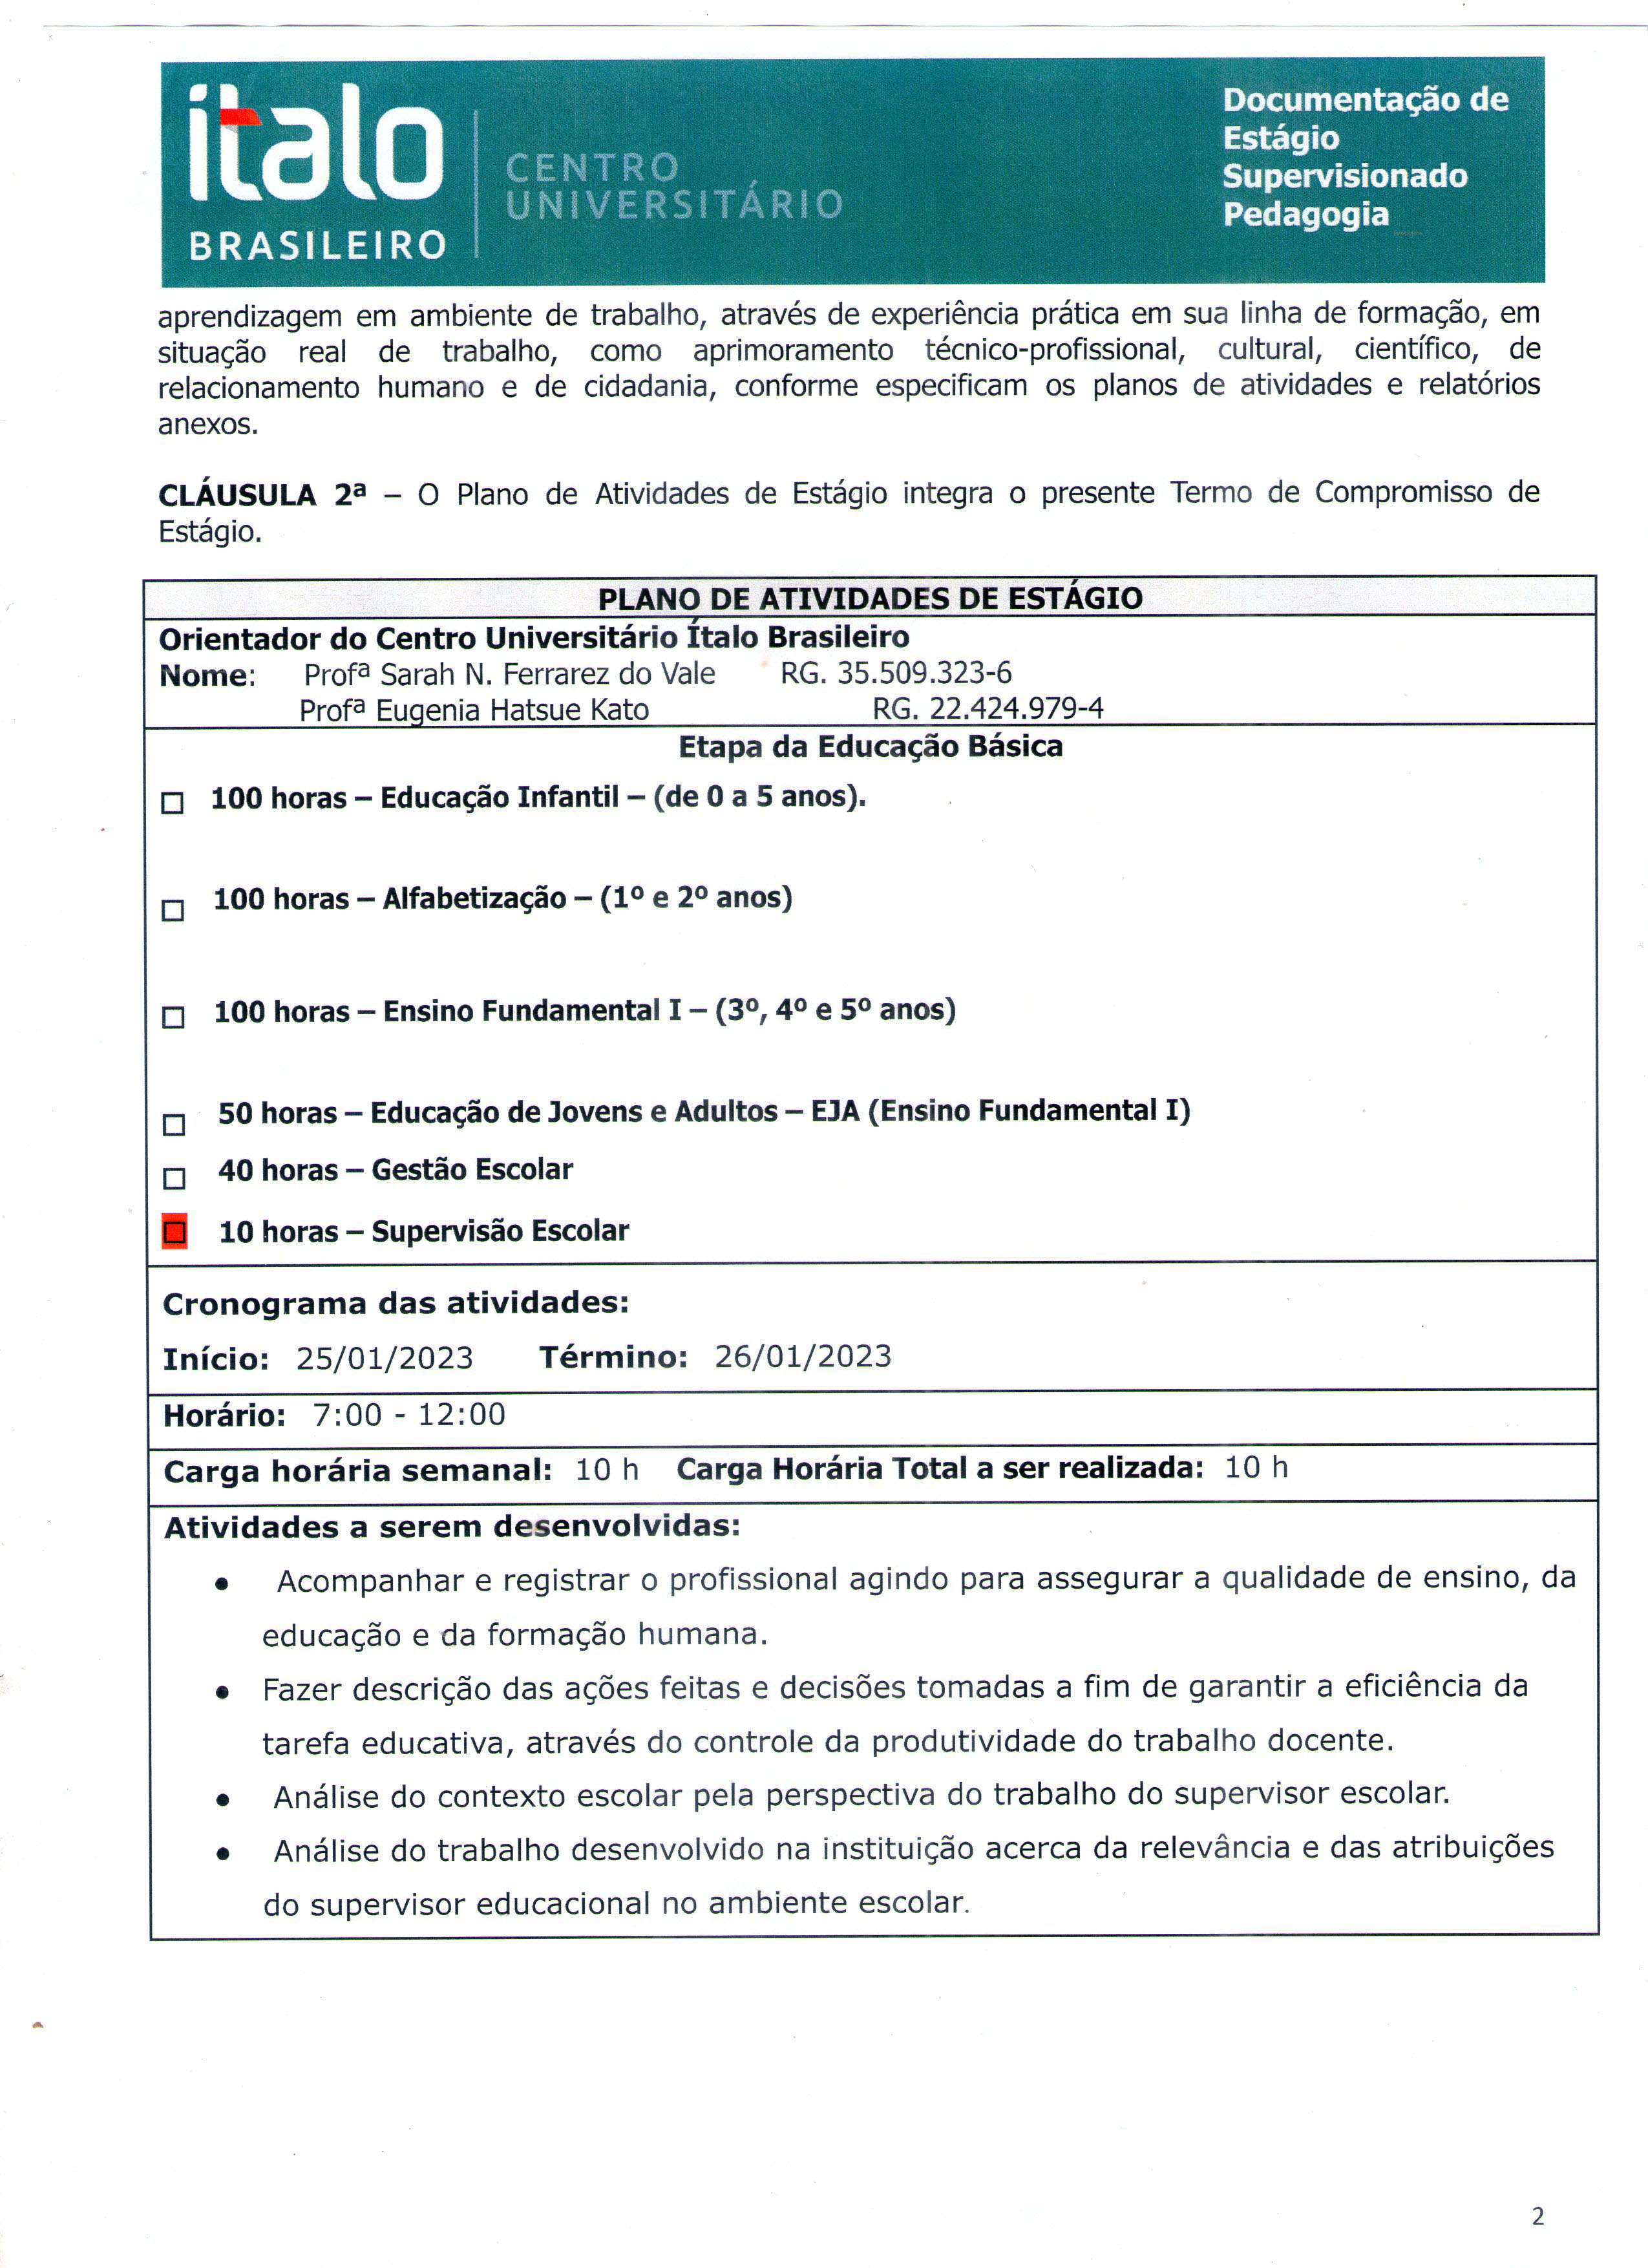 ítalo
BRASILEIRO
CENTRO
UNIVERSITÁRIO
Documentação de
Estágio
Supervisionado
Pedagogia
aprendizagem em ambiente de trabalho, através de experiência prática em sua linha de formação, em
situação real de trabalho, como aprimoramento técnico-profissional, cultural, científico, de
relacionamento humano e de cidadania, conforme especificam os planos de atividades e relatórios
anexos.
CLÁUSULA 2ª – O Plano de Atividades de Estágio integra o presente Termo de Compromisso de
Estágio.
PLANO DE ATIVIDADES DE ESTÁGIO
Orientador do Centro Universitário Ítalo Brasileiro
Nome: Profª Sarah N. Ferrarez do Vale RG. 35.509.323-6
Profª Eugenia Hatsue Kato RG. 22.424.979-4
Etapa da Educação Básica
☐ 100 horas – Educação Infantil – (de 0 a 5 anos).
☐ 100 horas – Alfabetização – (1º e 2º anos)
☐ 100 horas – Ensino Fundamental I – (3º, 4º e 5º anos)
☐ 50 horas – Educação de Jovens e Adultos – EJA (Ensino Fundamental I)
☐ 40 horas – Gestão Escolar
☐ 10 horas – Supervisão Escolar
Cronograma das atividades:
Início: 25/01/2023 Término: 26/01/2023
Horário: 7:00 - 12:00
Carga horária semanal: 10 h Carga Horária Total a ser realizada: 10 h
Atividades a serem desenvolvidas:
• Acompanhar e registrar o profissional agindo para assegurar a qualidade de ensino, da
educação e da formação humana.
• Fazer descrição das ações feitas e decisões tomadas a fim de garantir a eficiência da
tarefa educativa, através do controle da produtividade do trabalho docente.
• Análise do contexto escolar pela perspectiva do trabalho do supervisor escolar.
• Análise do trabalho desenvolvido na instituição acerca da relevância e das atribuições
do supervisor educacional no ambiente escolar.
2